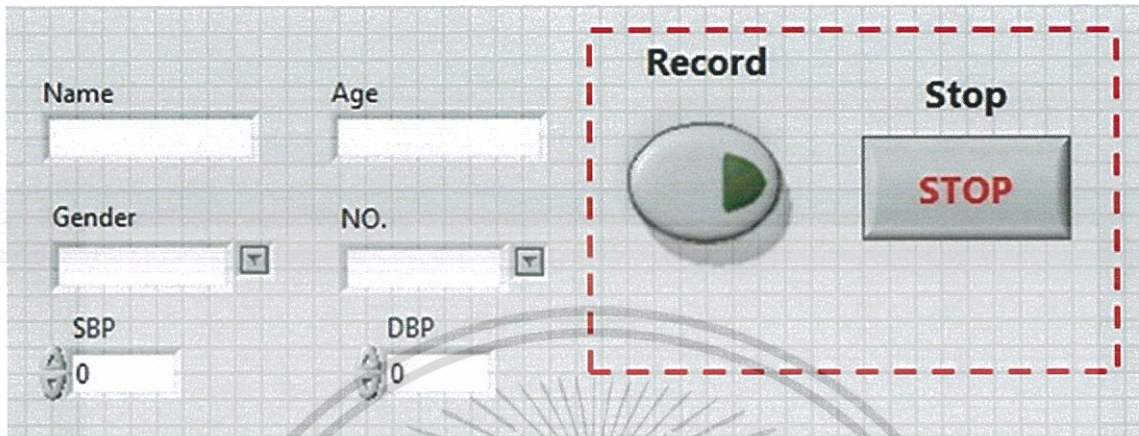 Name
Age
Gender
NO.
SBP
0
DBP
0
Record
Stop
STOP